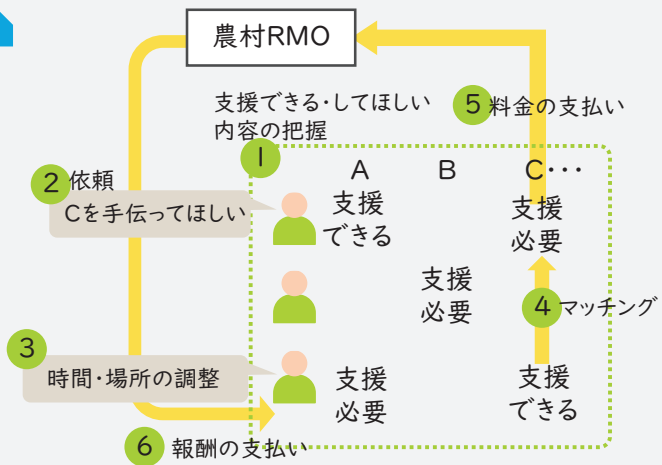 農村RMO
支援できる・してほしい
内容の把握
5 料金の支払い
1
A B C・・・
2 依頼
Cを手伝ってほしい
支援
できる
支援
必要
支援
必要
4 マッチング
3
時間・場所の調整
支援
必要
支援
できる
6 報酬の支払い